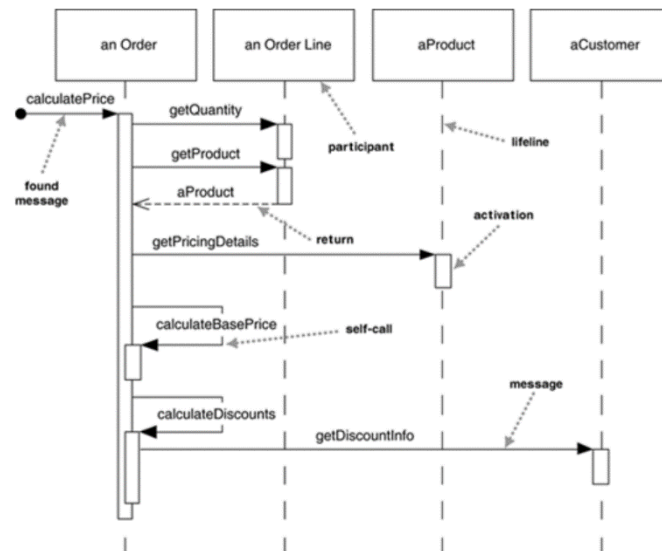 an Order
an Order Line
aProduct
aCustomer
calculatePrice
getQuantity
participant
lifeline
found
message
getProduct
aProduct
return
activation
getPricingDetails
calculateBasePrice
self-call
message
calculateDiscounts
getDiscountInfo